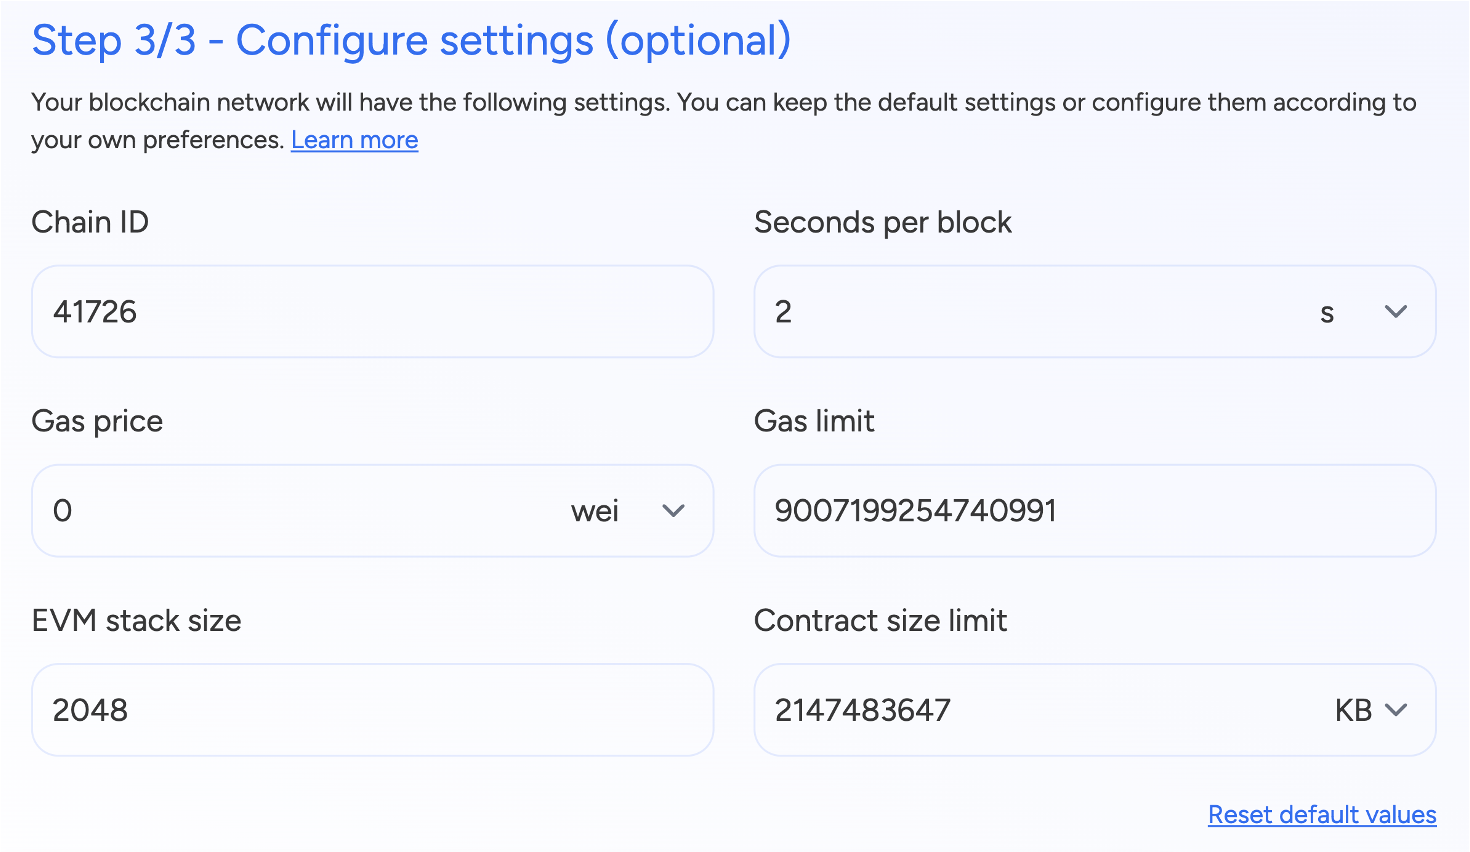 Step 3/3 - Configure settings (optional)
Your blockchain network will have the following settings. You can keep the default settings or configure them according to
your own preferences. Learn more
Chain ID
Seconds per block
41726
2 s
Gas price
Gas limit
0 wei
9007199254740991
EVM stack size
Contract size limit
2048
2147483647 KB
Reset default values